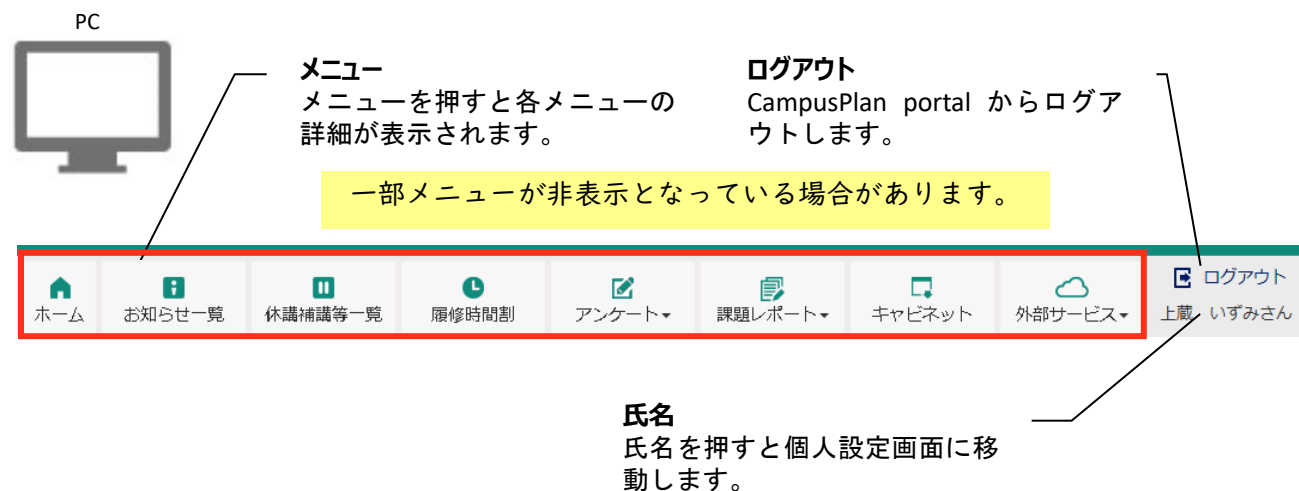 PC
メニュー
メニューを押すと各メニューの
詳細が表示されます。
ログアウト
CampusPlan portal からログア
ウトします。
一部メニューが非表示となっている場合があります。
ホーム
お知らせ一覧
休講補講等一覧
履修時間割
アンケート▼
課題レポート▼
キャビネット
外部サービス▼
ログアウト
上蔵 いずみさん
氏名
氏名を押すと個人設定画面に移
動します。